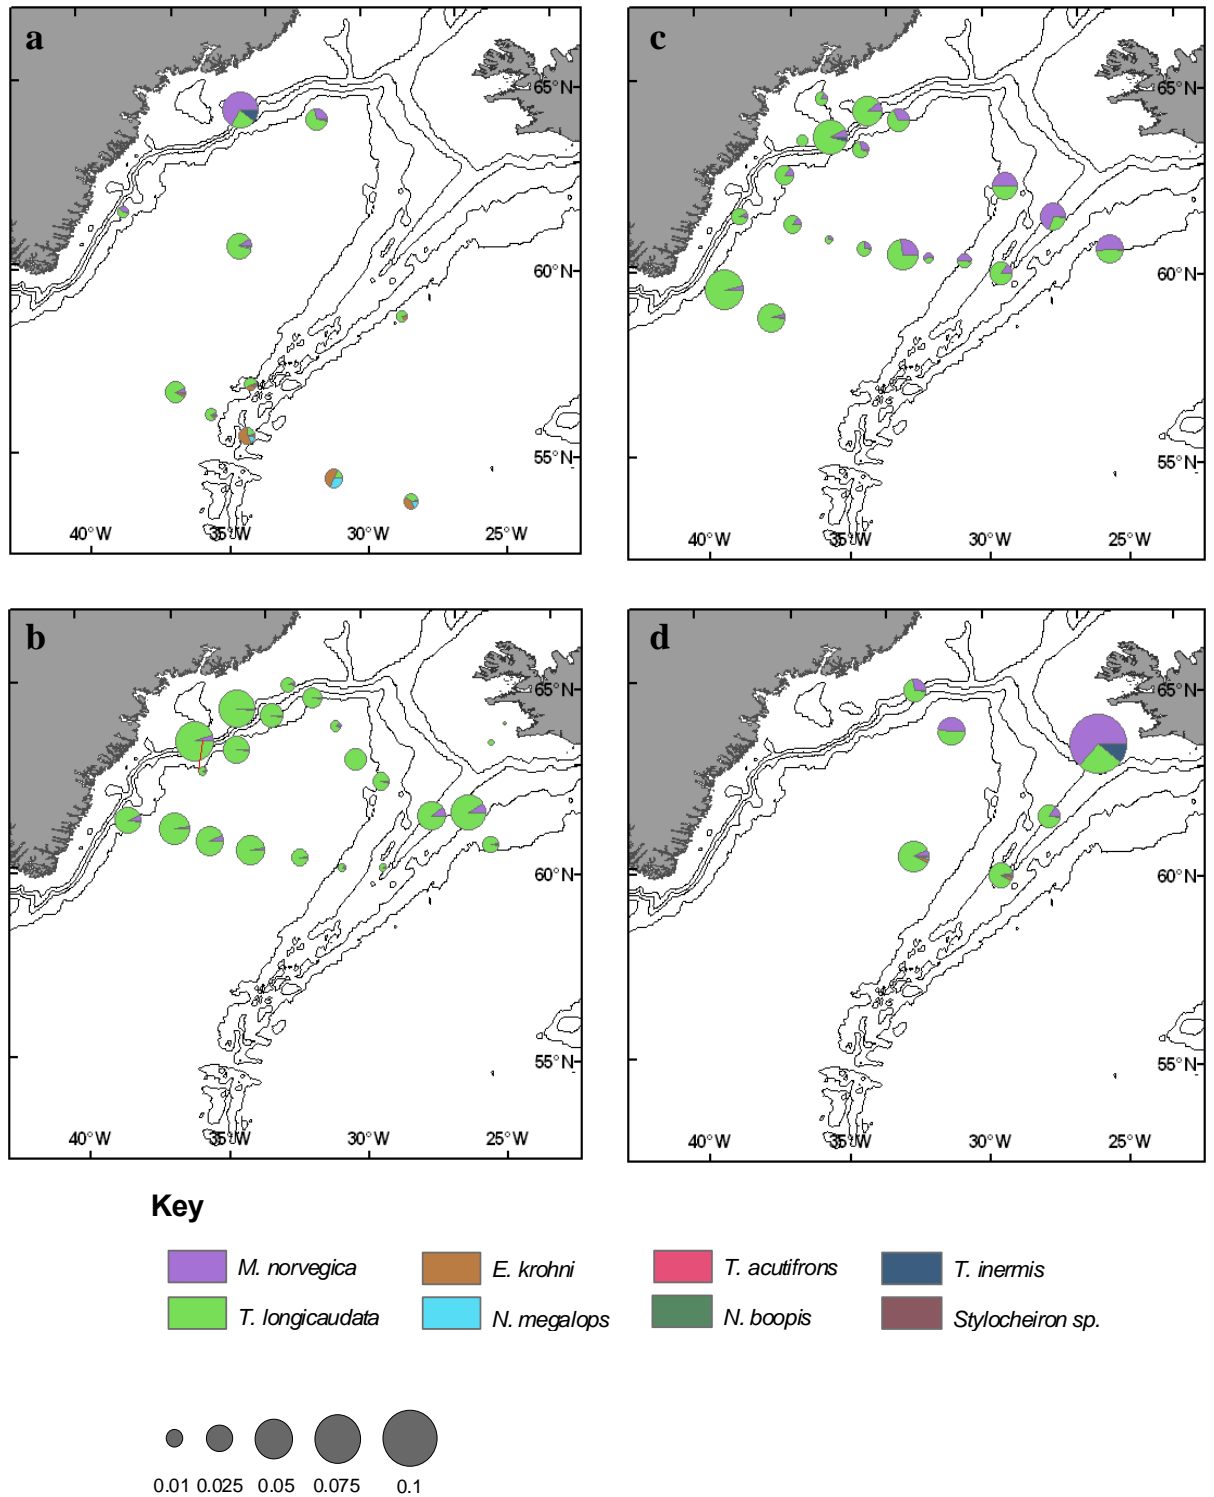 a
65°N
60°N
55°N
40°W 35°W 30°W 25°W
c
65°N
60°N
55°N
40°W 35°W 30°W 25°W
b
65°N
60°N
55°N
40°W 35°W 30°W 25°W
d
65°N
60°N
55°N
40°W 35°W 30°W 25°W
Key
M. norvegica E. krohni T. acutifrons T. inermis
T. longicaudata N. megalops N. boopis Stylocheiron sp.
0.01 0.025 0.05 0.075 0.1